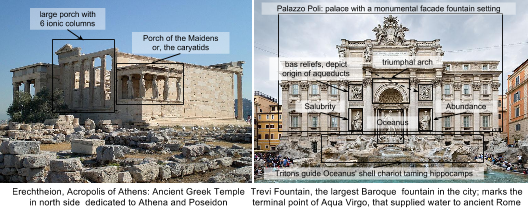 large porch with
6 ionic columns
Porch of the Maidens
or, the caryatids
Erechtheion, Acropolis of Athens: Ancient Greek Temple
in north side dedicated to Athena and Poseidon
Palazzo Poli: palace with a monumental facade fountain setting
bas reliefs, depict
origin of aqueducts
triumphal arch
Salubrity
Abundance
Oceanus
Tritons guide Oceanus' shell chariot taming hippocamps
Trevi Fountain, the largest Baroque fountain in the city; marks the
terminal point of Aqua Virgo, that supplied water to ancient Rome